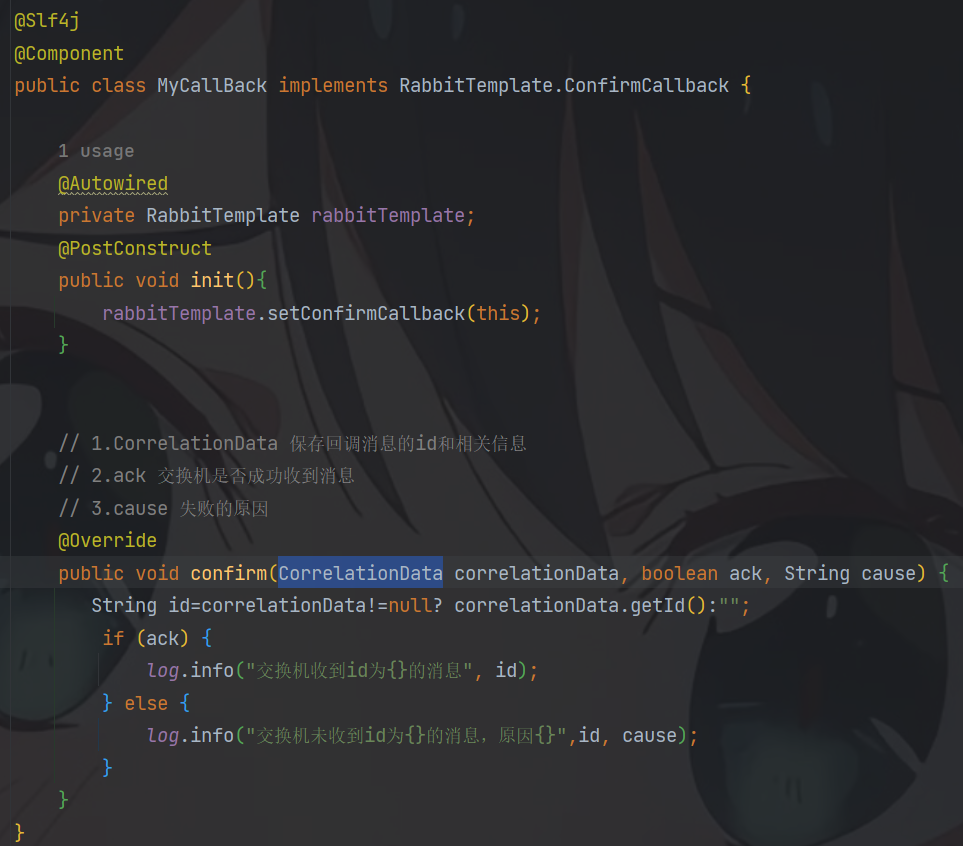 @Slf4j
@Component
public class MyCallBack implements RabbitTemplate.ConfirmCallback {
1 usage
@Autowired
private RabbitTemplate rabbitTemplate;
@PostConstruct
public void init(){
rabbitTemplate.setConfirmCallback(this);
}
// 1.CorrelationData 保存回调消息的id和相关信息
// 2.ack 交换机是否成功收到消息
// 3.cause 失败的原因
@Override
public void confirm(CorrelationData correlationData, boolean ack, String cause) {
String id=correlationData!=null? correlationData.getId():"";
if (ack) {
log.info("交换机收到id为{}的消息", id);
} else {
log.info("交换机未收到id为{}的消息，原因{}",id, cause);
}
}
}